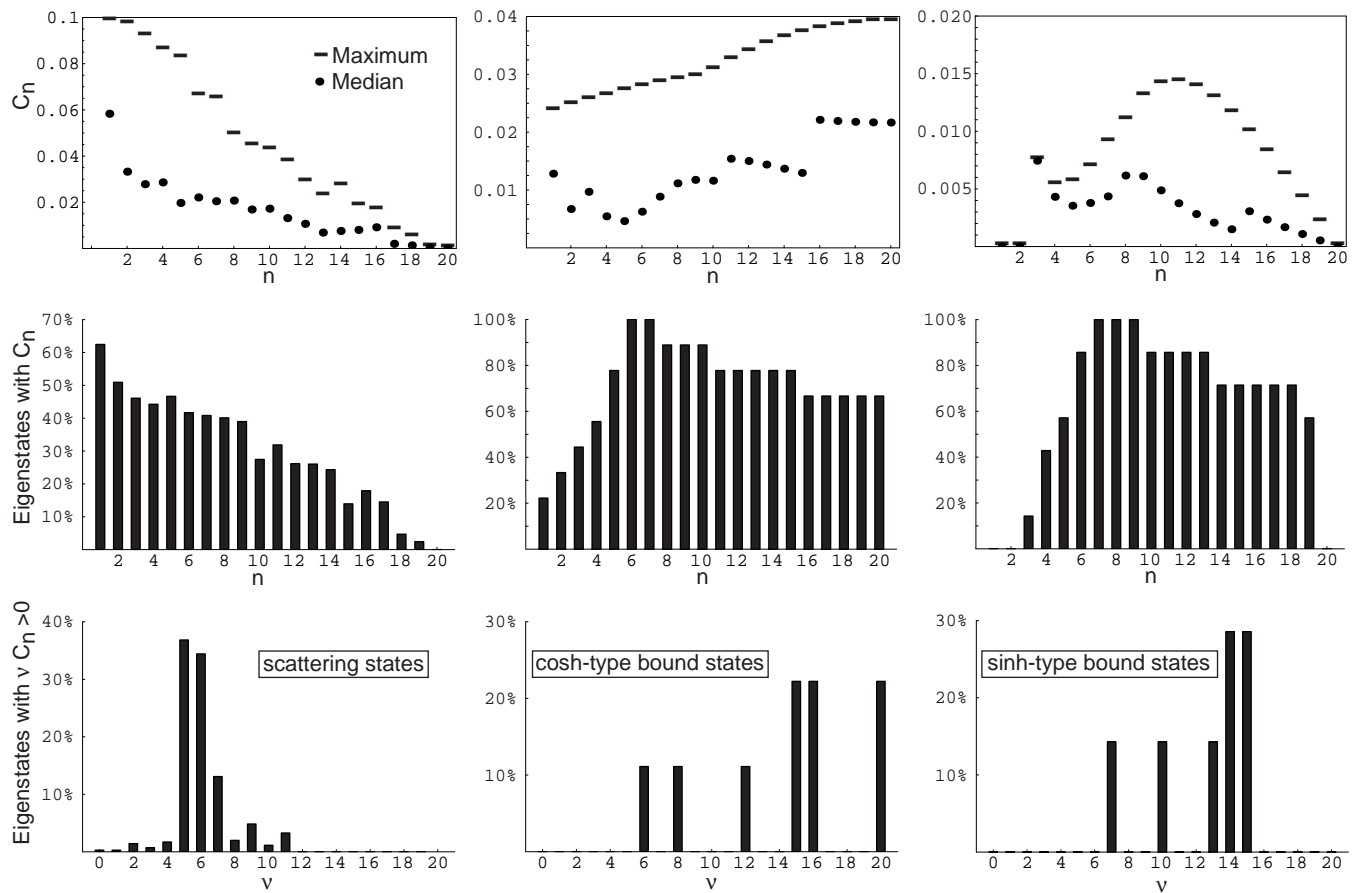 0.1
0.08
0.06
0.04
0.02
C_n
Maximum
Median
2 4 6 8 10 12 14 16 18 20
n
0.04
0.03
0.02
0.01
2 4 6 8 10 12 14 16 18 20
n
0.020
0.015
0.010
0.005
2 4 6 8 10 12 14 16 18 20
n
Eigenstates with C_n
70%
60%
50%
40%
30%
20%
10%
2 4 6 8 10 12 14 16 18 20
n
100%
80%
60%
40%
20%
2 4 6 8 10 12 14 16 18 20
n
100%
80%
60%
40%
20%
2 4 6 8 10 12 14 16 18 20
n
Eigenstates with ν C_n >0
40%
30%
20%
10%
scattering states
0 2 4 6 8 10 12 14 16 18 20
ν
30%
20%
10%
cosh-type bound states
0 2 4 6 8 10 12 14 16 18 20
ν
30%
20%
10%
sinh-type bound states
0 2 4 6 8 10 12 14 16 18 20
ν